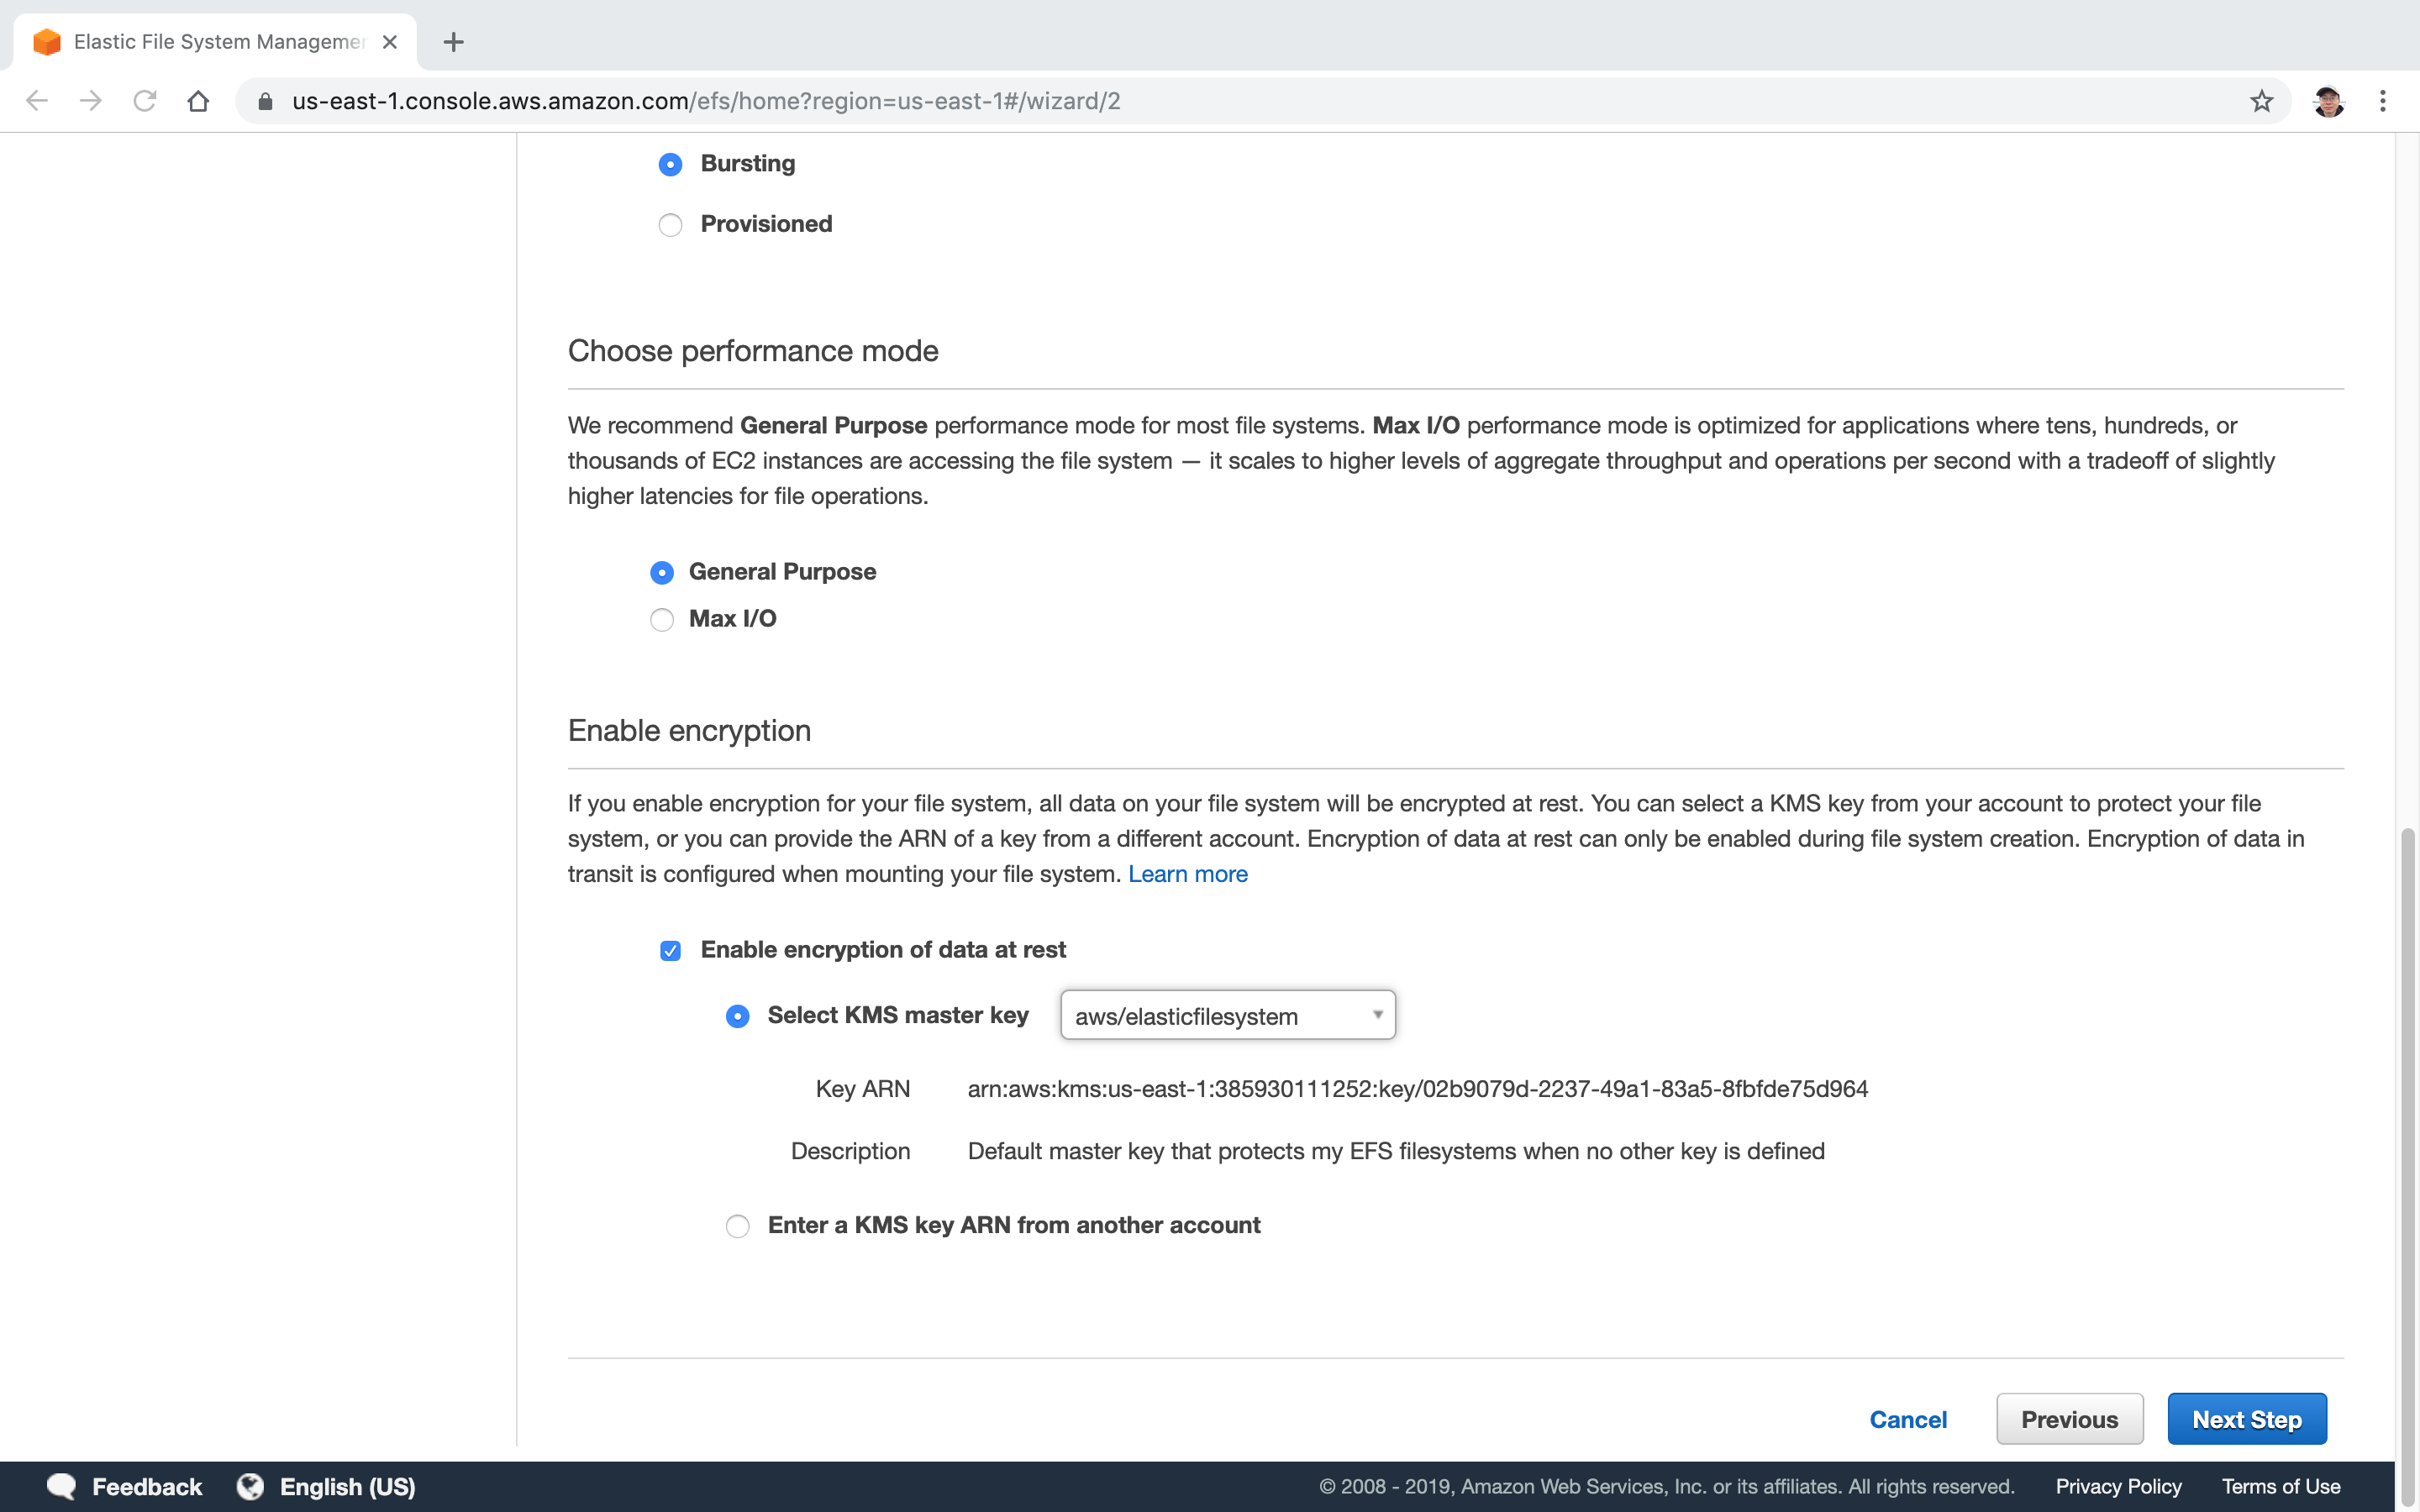 Elastic File System Managemen
us-east-1.console.aws.amazon.com/efs/home?region=us-east-1#/wizard/2
Bursting
Provisioned
Choose performance mode
We recommend General Purpose performance mode for most file systems. Max I/O performance mode is optimized for applications where tens, hundreds, or
thousands of EC2 instances are accessing the file system — it scales to higher levels of aggregate throughput and operations per second with a tradeoff of slightly
higher latencies for file operations.
General Purpose
Max I/O
Enable encryption
If you enable encryption for your file system, all data on your file system will be encrypted at rest. You can select a KMS key from your account to protect your file
system, or you can provide the ARN of a key from a different account. Encryption of data at rest can only be enabled during file system creation. Encryption of data in
transit is configured when mounting your file system. Learn more
Enable encryption of data at rest
Select KMS master key aws/elasticfilesystem
Key ARN arn:aws:kms:us-east-1:385930111252:key/02b9079d-2237-49a1-83a5-8fbfde75d964
Description Default master key that protects my EFS filesystems when no other key is defined
Enter a KMS key ARN from another account
Cancel Previous Next Step
Feedback English (US) © 2008 - 2019, Amazon Web Services, Inc. or its affiliates. All rights reserved. Privacy Policy Terms of Use